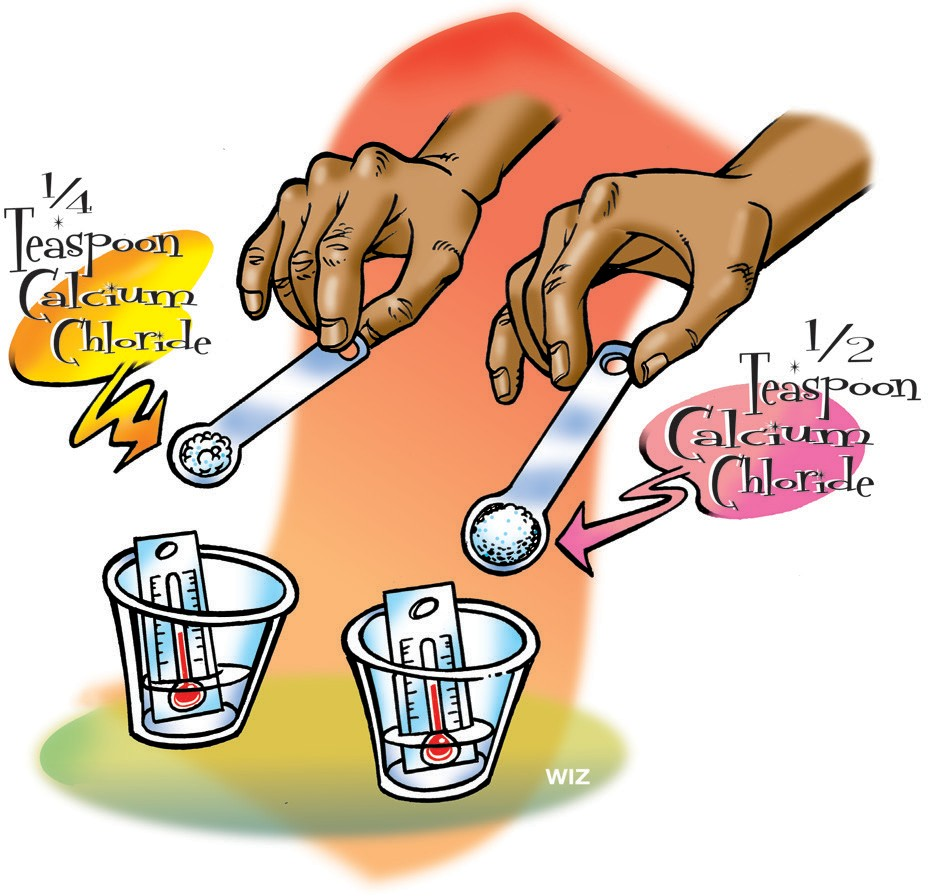 1/4
Teaspoon
Calcium
Chloride
1/2
Teaspoon
Calcium
Chloride
WIZ